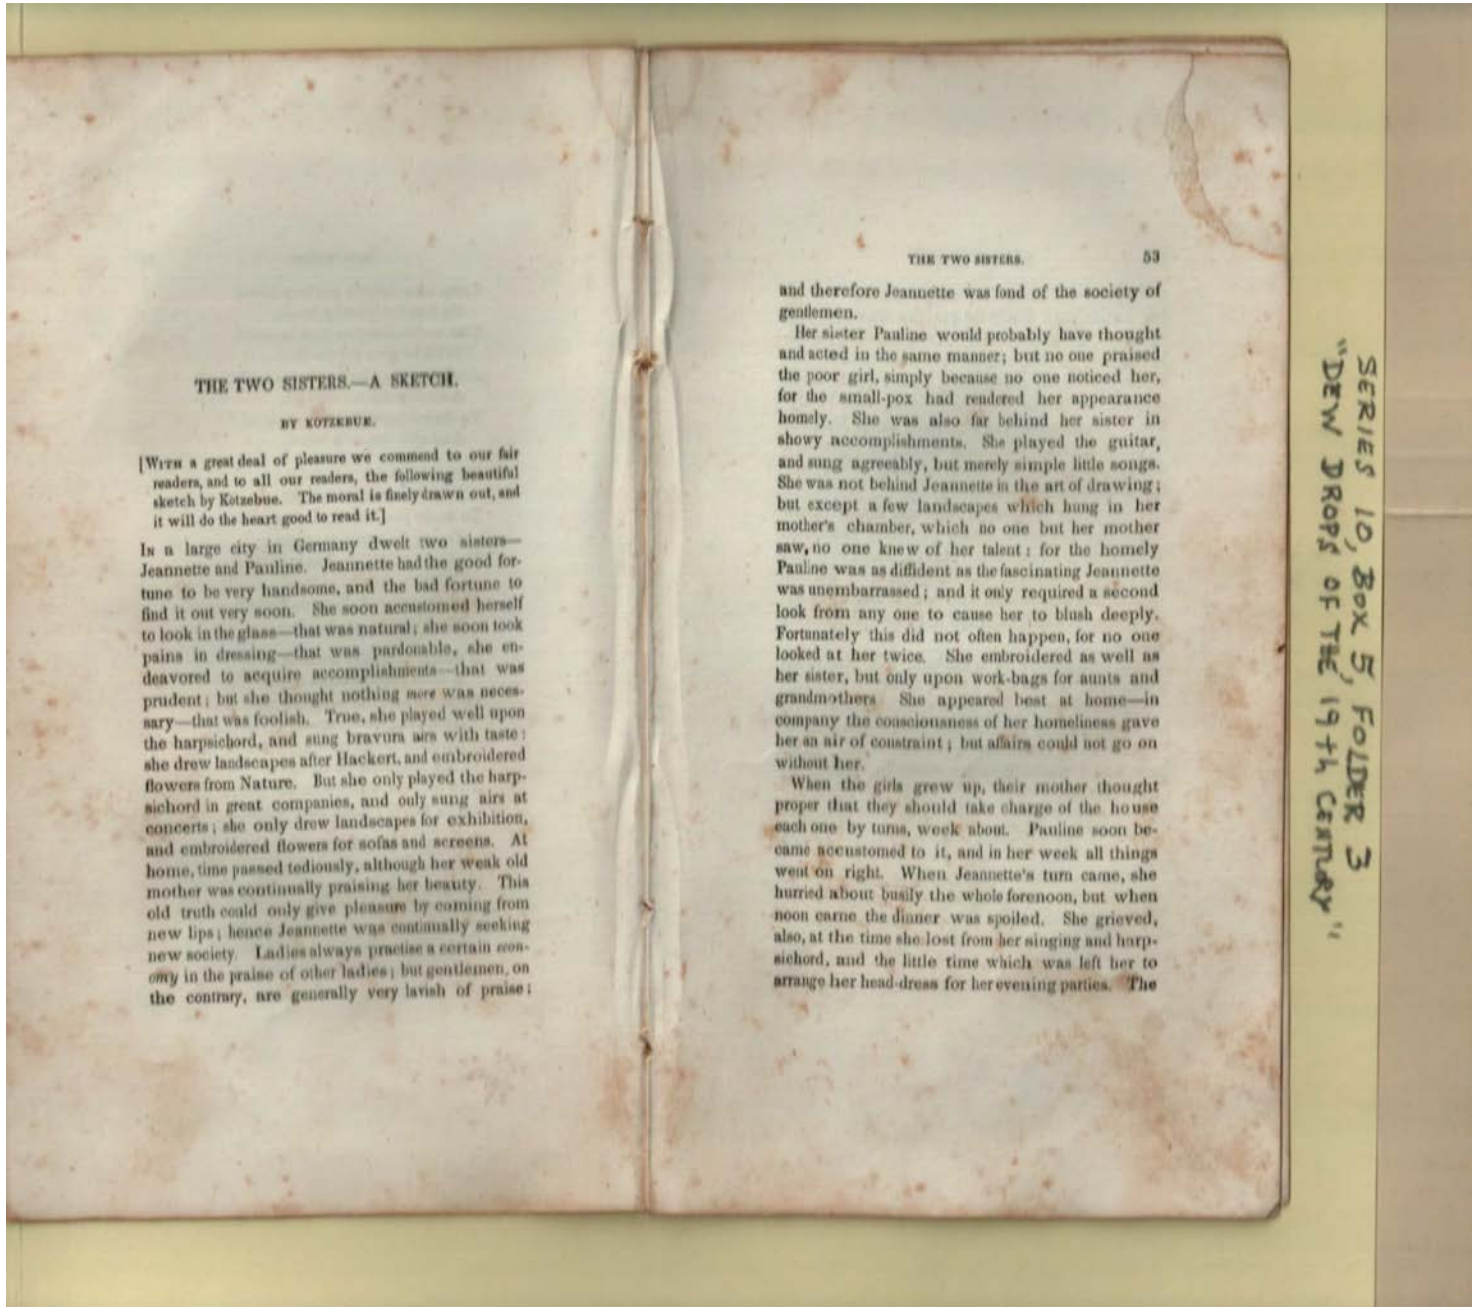 THE TWO SISTERS.—A SKETCH.
BY KOTZEBUE.
[WITH a great deal of pleasure we commend to our fair
readers, and to all our readers, the following beautiful
sketch by Kotzebue. The moral is finely drawn out, and
it will do the heart good to read it.]
IN a large city in Germany dwelt two sisters—
Jeannette and Pauline. Jeannette had the good for-
tune to be very handsome, and the bad fortune to
find it out very soon. She soon accustomed herself
to look in the glass—that was natural; she soon took
pains in dressing—that was pardonable, she en-
deavored to acquire accomplishments—that was
prudent; but she thought nothing more was neces-
sary—that was foolish. True, she played well upon
the harpsichord, and sung bravura airs with taste:
she drew landscapes after Hackert, and embroidered
flowers from Nature. But she only played the harp-
sichord in great companies, and only sung airs at
concerts; she only drew landscapes for exhibition,
and embroidered flowers for sofas and screens. At
home, time passed tediously, although her weak old
mother was continually praising her beauty. This
old truth could only give pleasure by coming from
new lips; hence Jeannette was continually seeking
new society. Ladies always practise a certain econ-
omy in the praise of other ladies; but gentlemen, on
the contrary, are generally very lavish of praise;
THE TWO SISTERS. 53
and therefore Jeannette was fond of the society of
gentlemen.
Her sister Pauline would probably have thought
and acted in the same manner; but no one praised
the poor girl, simply because no one noticed her,
for the small-pox had rendered her appearance
homely. She was also far behind her sister in
showy accomplishments. She played the guitar,
and sung agreeably, but merely simple little songs.
She was not behind Jeannette in the art of drawing;
but except a few landscapes which hung in her
mother's chamber, which no one but her mother
saw, no one knew of her talent: for the homely
Pauline was as diffident as the fascinating Jeannette
was unembarrassed; and it only required a second
look from any one to cause her to blush deeply.
Fortunately this did not often happen, for no one
looked at her twice. She embroidered as well as
her sister, but only upon work-bags for aunts and
grandmothers She appeared best at home—in
company the consciousness of her homeliness gave
her an air of constraint; but affairs could not go on
without her.
When the girls grew up, their mother thought
proper that they should take charge of the house
each one by turns, week about. Pauline soon be-
came accustomed to it, and in her week all things
went on right. When Jeannette's turn came, she
hurried about busily the whole forenoon, but when
noon came the dinner was spoiled. She grieved,
also, at the time she lost from her singing and harp-
sichord, and the little time which was left her to
arrange her head-dress for her evening parties. The
SERIES 10, BOX 5, FOLDER 3
"DEW DROPS OF THE 19th CENTURY"